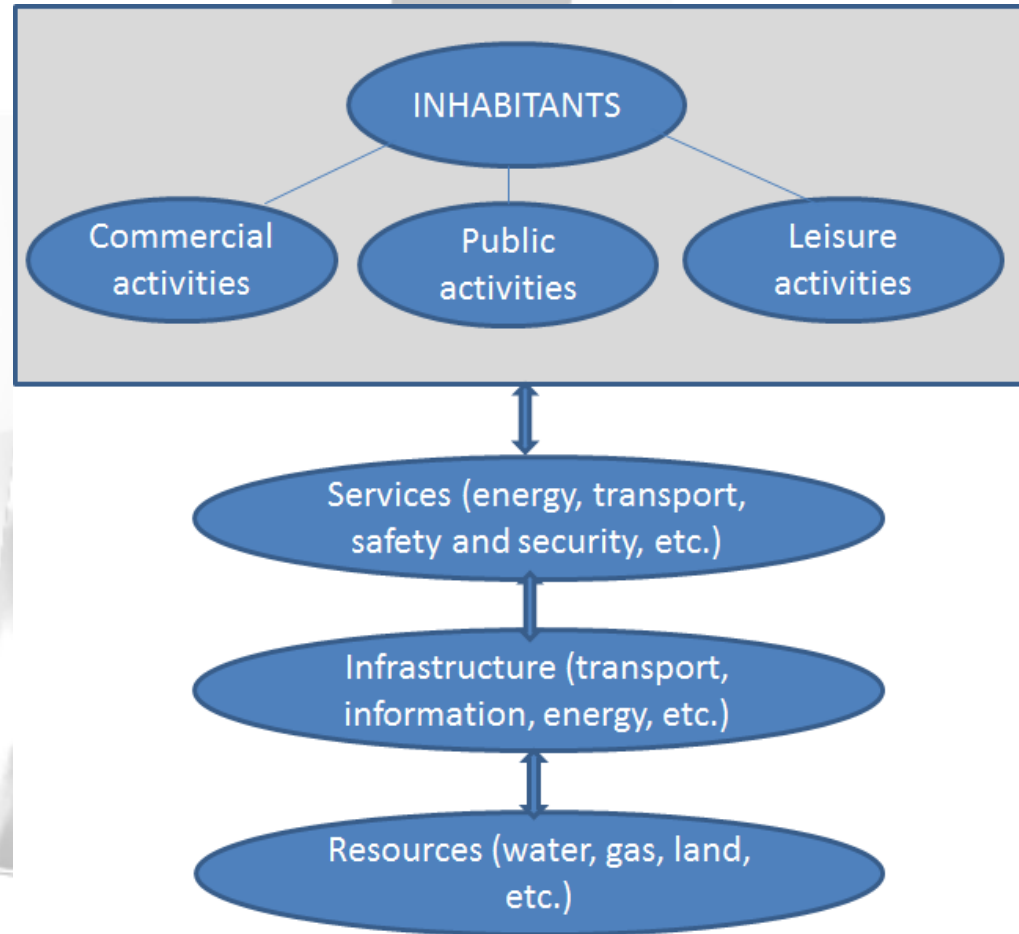 INHABITANTS
Commercial
activities
Public
activities
Leisure
activities
Services (energy, transport,
safety and security, etc.)
Infrastructure (transport,
information, energy, etc.)
Resources (water, gas, land,
etc.)